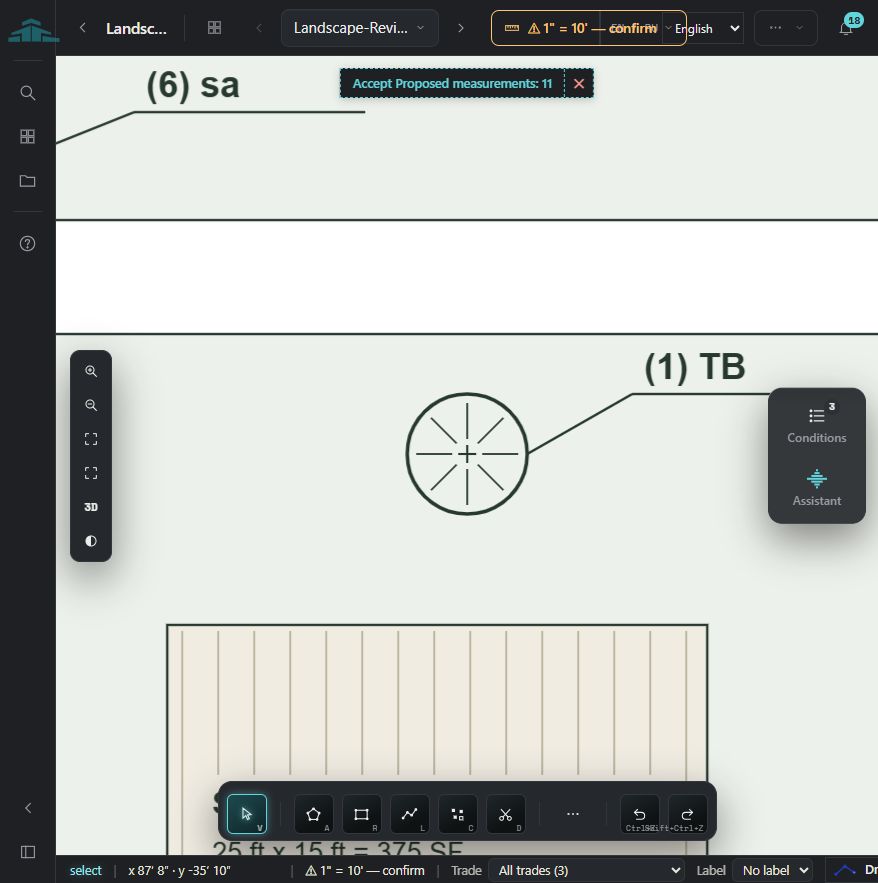 Landsc...
Landscape-Revi...
1" = 10' — confirm
English
18
Accept Proposed measurements: 11
(6) sa
(1) TB
3
Conditions
3D
Assistant
V
A
R
L
C
D
25 ft x 15 ft = 375 SF
select
x 87' 8" · y -35' 10"
1" = 10' — confirm
Trade
All trades (3)
Label
No label